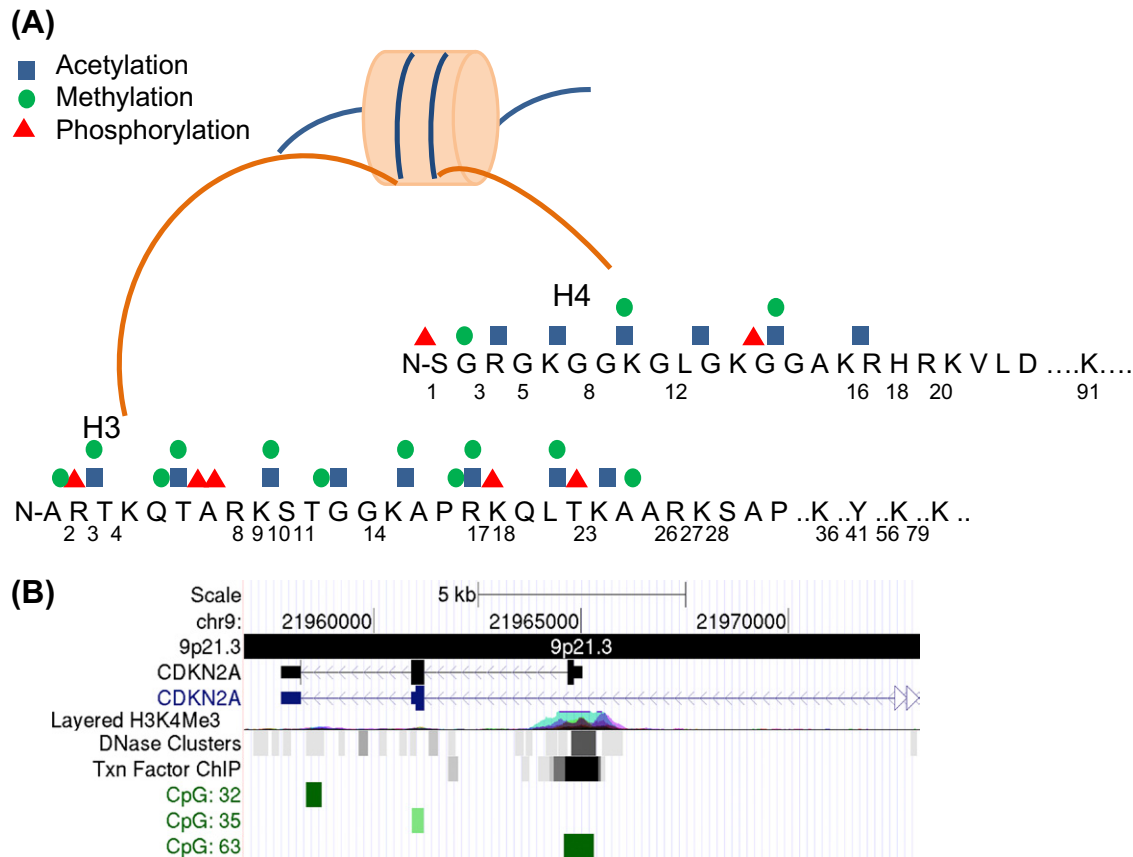 (A)
Acetylation
Methylation
Phosphorylation
H4
N-S G R G K G G K G L G K G G A K R H R K V L D ....K....
1 3 5 8 12 16 18 20 91
H3
N-A R T K Q T A R K S T G G K A P R K Q L T K A A R K S A P ..K ..Y ..K ..K ..
2 3 4 8 9 10 11 14 17 18 23 26 27 28 36 41 56 79
(B)
Scale 5 kb
chr9: 21960000 21965000 21970000
9p21.3 9p21.3
CDKN2A
CDKN2A
Layered H3K4Me3
DNase Clusters
Txn Factor ChIP
CpG: 32
CpG: 35
CpG: 63